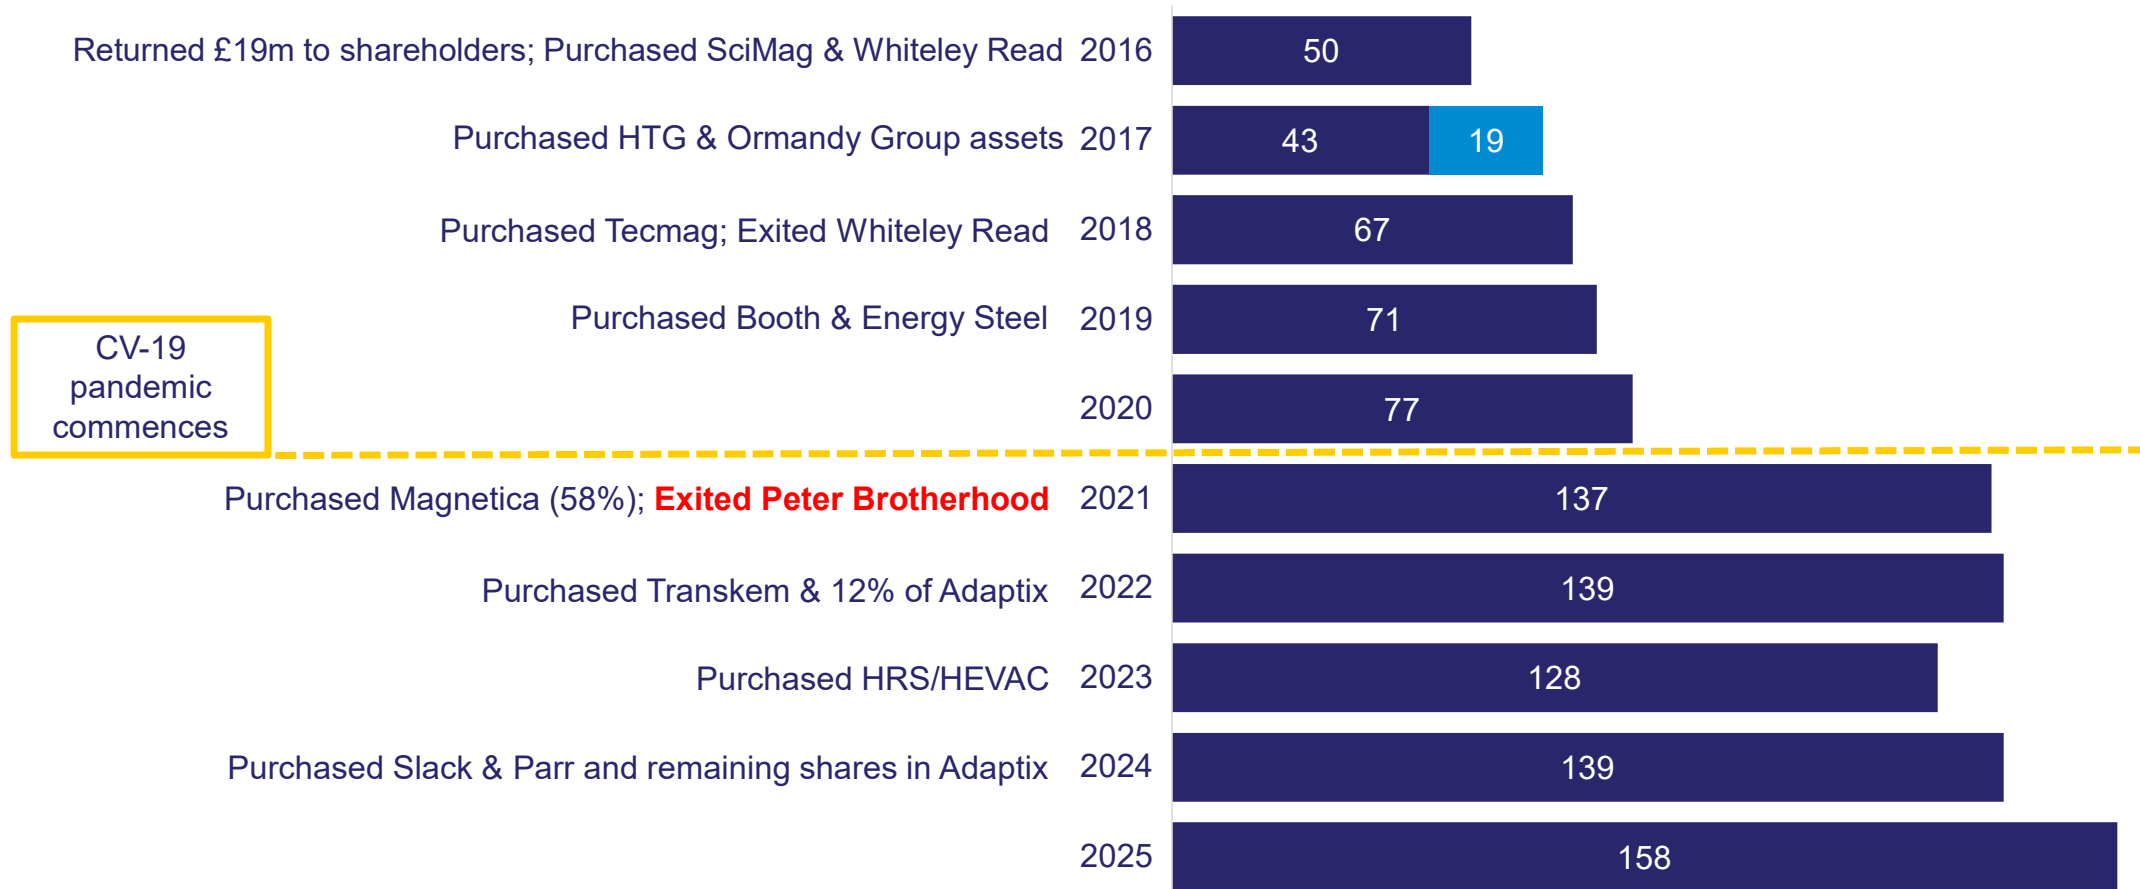 Returned £19m to shareholders; Purchased SciMag & Whiteley Read 2016 50
Purchased HTG & Ormandy Group assets 2017 43 19
Purchased Tecmag; Exited Whiteley Read 2018 67
Purchased Booth & Energy Steel 2019 71
CV-19
pandemic
commences
2020 77
Purchased Magnetica (58%); Exited Peter Brotherhood 2021 137
Purchased Transkem & 12% of Adaptix 2022 139
Purchased HRS/HEVAC 2023 128
Purchased Slack & Parr and remaining shares in Adaptix 2024 139
2025 158